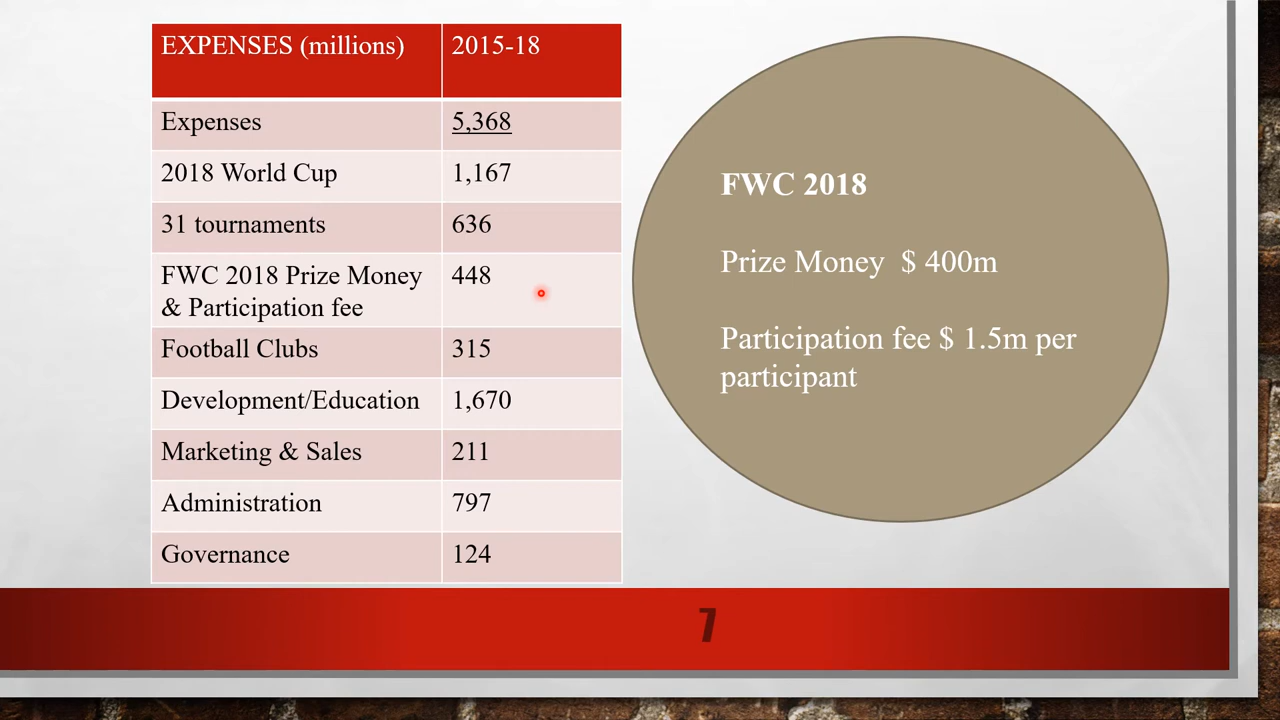 EXPENSES (millions) 2015-18
Expenses 5,368
2018 World Cup 1,167
31 tournaments 636
FWC 2018 Prize Money 448
& Participation fee
Football Clubs 315
Development/Education 1,670
Marketing & Sales 211
Administration 797
Governance 124
FWC 2018
Prize Money $ 400m
Participation fee $ 1.5m per
participant
7